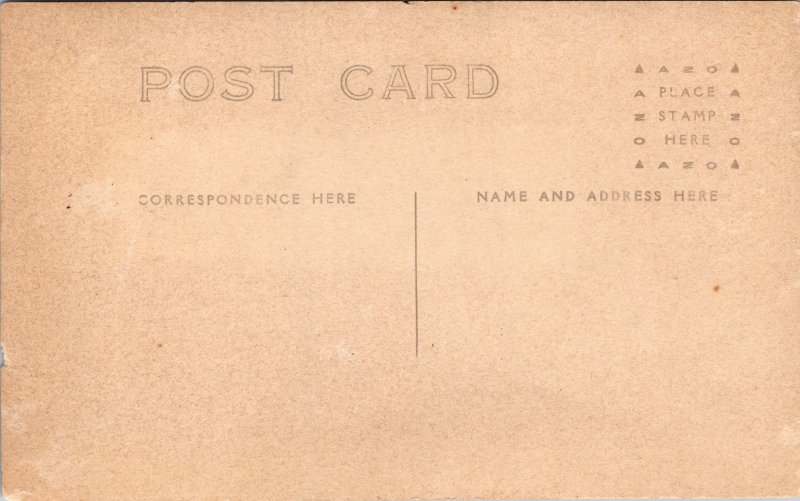 POST CARD
▲ AZO ▲
A PLACE A
Z STAMP Z
O HERE O
▲ AZO ▲
CORRESPONDENCE HERE
NAME AND ADDRESS HERE